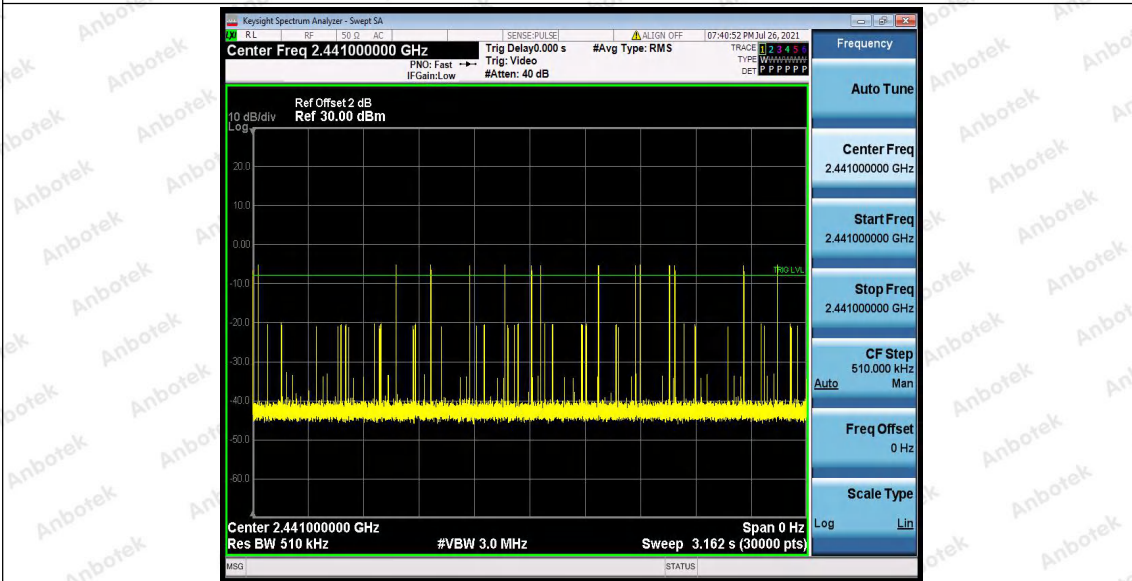 Keysight Spectrum Analyzer - Swept SA
LXI RL RF 50 Ω AC SENSE:PULSE ALIGN OFF 07:40:52 PM Jul 26, 2021
Center Freq 2.441000000 GHz
PNO: Fast
IFGain:Low
Trig Delay0.000 s
Trig: Video
#Atten: 40 dB
#Avg Type: RMS
TRACE 1 2 3 4 5 6
TYPE WWWWWW
DET P P P P P P
Ref Offset 2 dB
10 dB/div Ref 30.00 dBm
Log
20.0
10.0
0.00
TRIG LVL
-10.0
-20.0
-30.0
-40.0
-50.0
-60.0
Center 2.441000000 GHz Span 0 Hz
Res BW 510 kHz #VBW 3.0 MHz Sweep 3.162 s (30000 pts)
MSG STATUS
Frequency
Auto Tune
Center Freq
2.441000000 GHz
Start Freq
2.441000000 GHz
Stop Freq
2.441000000 GHz
CF Step
510.000 kHz
Auto Man
Freq Offset
0 Hz
Scale Type
Log Lin
Anbotek